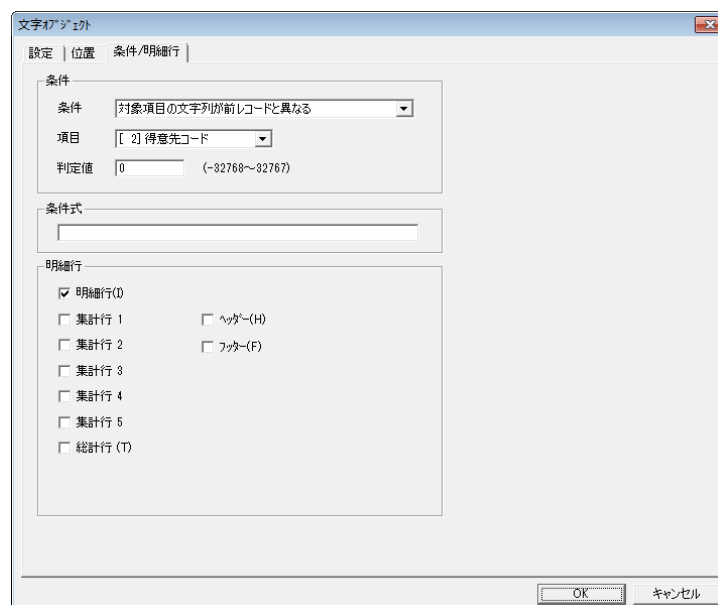 文字ｵﾌﾞｼﾞｪｸﾄ
設定 位置 条件/明細行
条件
条件 対象項目の文字列が前ﾚｺｰﾄﾞと異なる
項目 [ 2] 得意先コード
判定値 0 (-32768～32767)
条件式
明細行
明細行(I)
集計行 1 ﾍｯﾀﾞｰ(H)
集計行 2 ﾌｯﾀｰ(F)
集計行 3
集計行 4
集計行 5
総計行 (T)
OK キャンセル